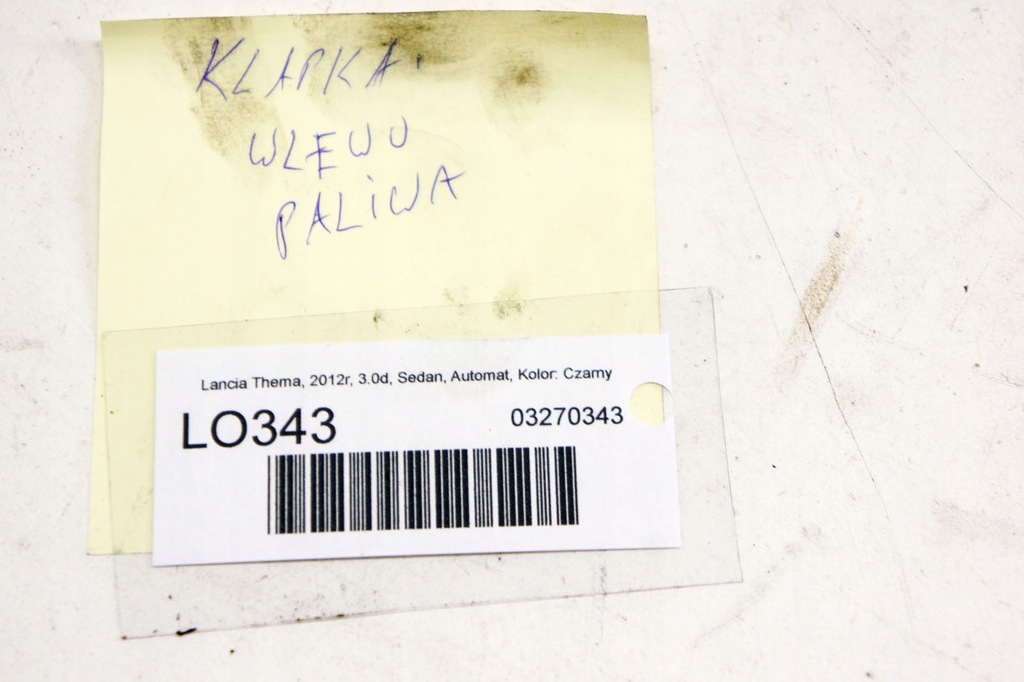 KLAPKA
WLEWU
PALiWA
Lancia Thema, 2012r, 3.0d, Sedan, Automat, Kolor: Czarny
LO343
03270343